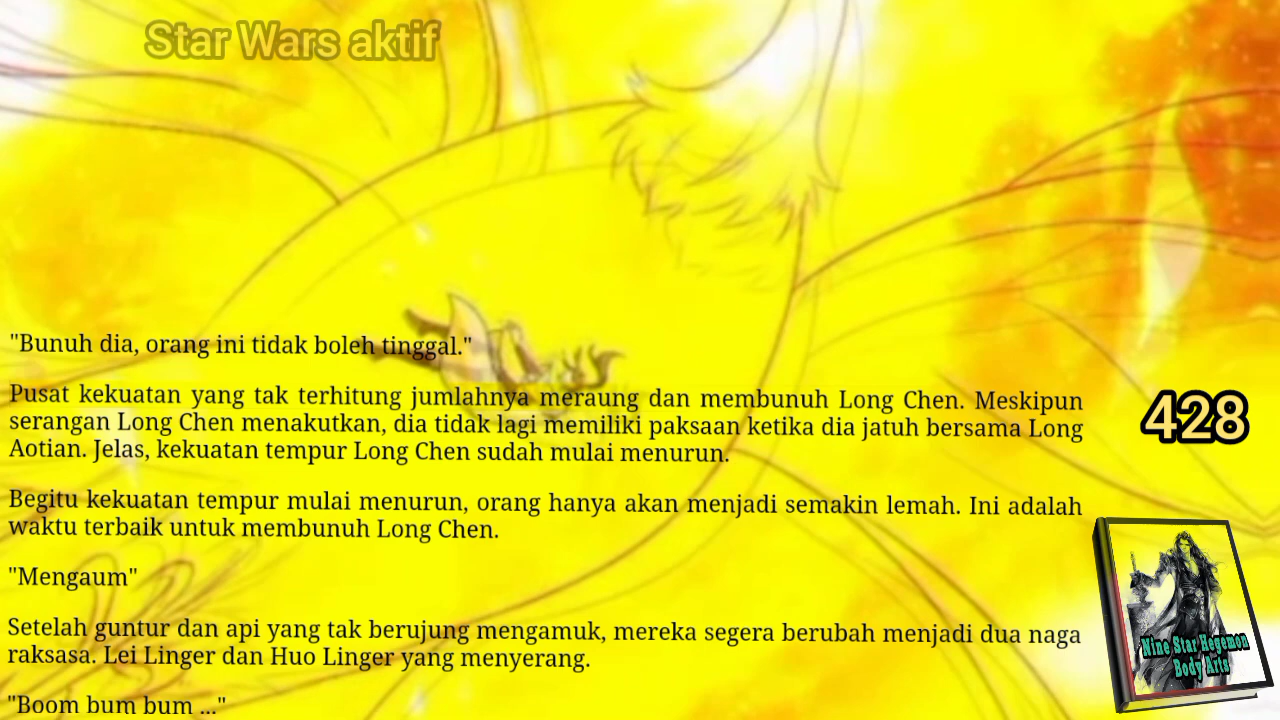 Star Wars aktif
"Bunuh dia, orang ini tidak boleh tinggal."
Pusat kekuatan yang tak terhitung jumlahnya meraung dan membunuh Long Chen. Meskipun
serangan Long Chen menakutkan, dia tidak lagi memiliki paksaan ketika dia jatuh bersama Long
Aotian. Jelas, kekuatan tempur Long Chen sudah mulai menurun.
Begitu kekuatan tempur mulai menurun, orang hanya akan menjadi semakin lemah. Ini adalah
waktu terbaik untuk membunuh Long Chen.
"Mengaum"
Setelah guntur dan api yang tak berujung mengamuk, mereka segera berubah menjadi dua naga
raksasa. Lei Linger dan Huo Linger yang menyerang.
"Boom bum bum ..."
428
Nine Star Hegemon
Body Arts